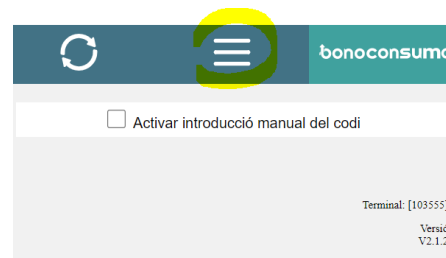 bonoconsumo
Activar introducció manual del codi
Terminal: [103555]
Versió
V2.1.2